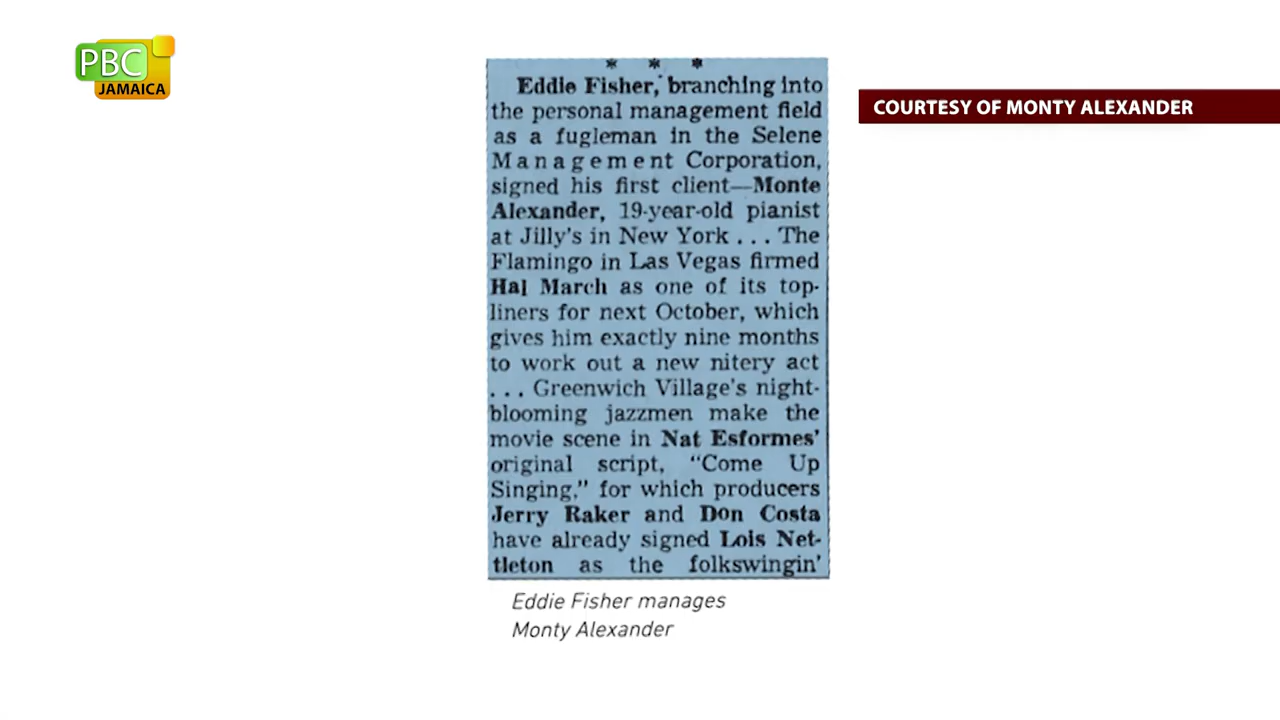 PBC
JAMAICA
COURTESY OF MONTY ALEXANDER
* * *
Eddie Fisher, branching into
the personal management field
as a fugleman in the Selene
Management Corporation,
signed his first client—Monte
Alexander, 19-year-old pianist
at Jilly's in New York . . . The
Flamingo in Las Vegas firmed
Hal March as one of its top-
liners for next October, which
gives him exactly nine months
to work out a new nitery act
. . . Greenwich Village's night-
blooming jazzmen make the
movie scene in Nat Esformes'
original script, "Come Up
Singing," for which producers
Jerry Raker and Don Costa
have already signed Lois Net-
tleton as the folkswingin'
Eddie Fisher manages
Monty Alexander